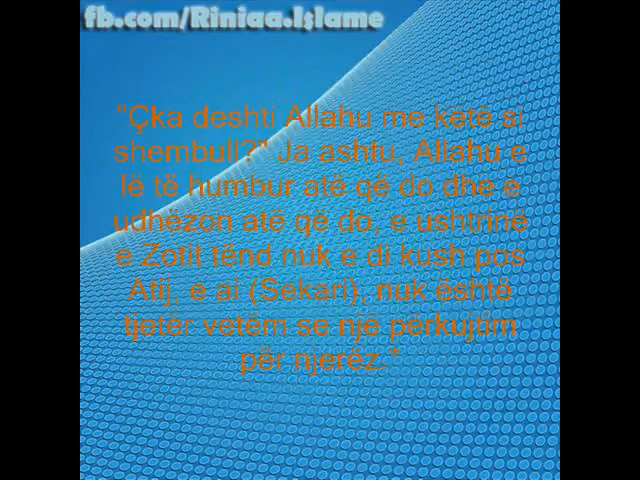 fb.com/Riniaa.Islame
"Çka deshti Allahu me këtë si
shembull?" Ja ashtu, Allahu e
lë të humbur atë që do dhe e
udhëzon atë që do, e ushtrinë
e Zotit tënd nuk e di kush pos
Atij, e ai (Sekari), nuk është
tjetër vetëm se një përkujtim
për njerëz."